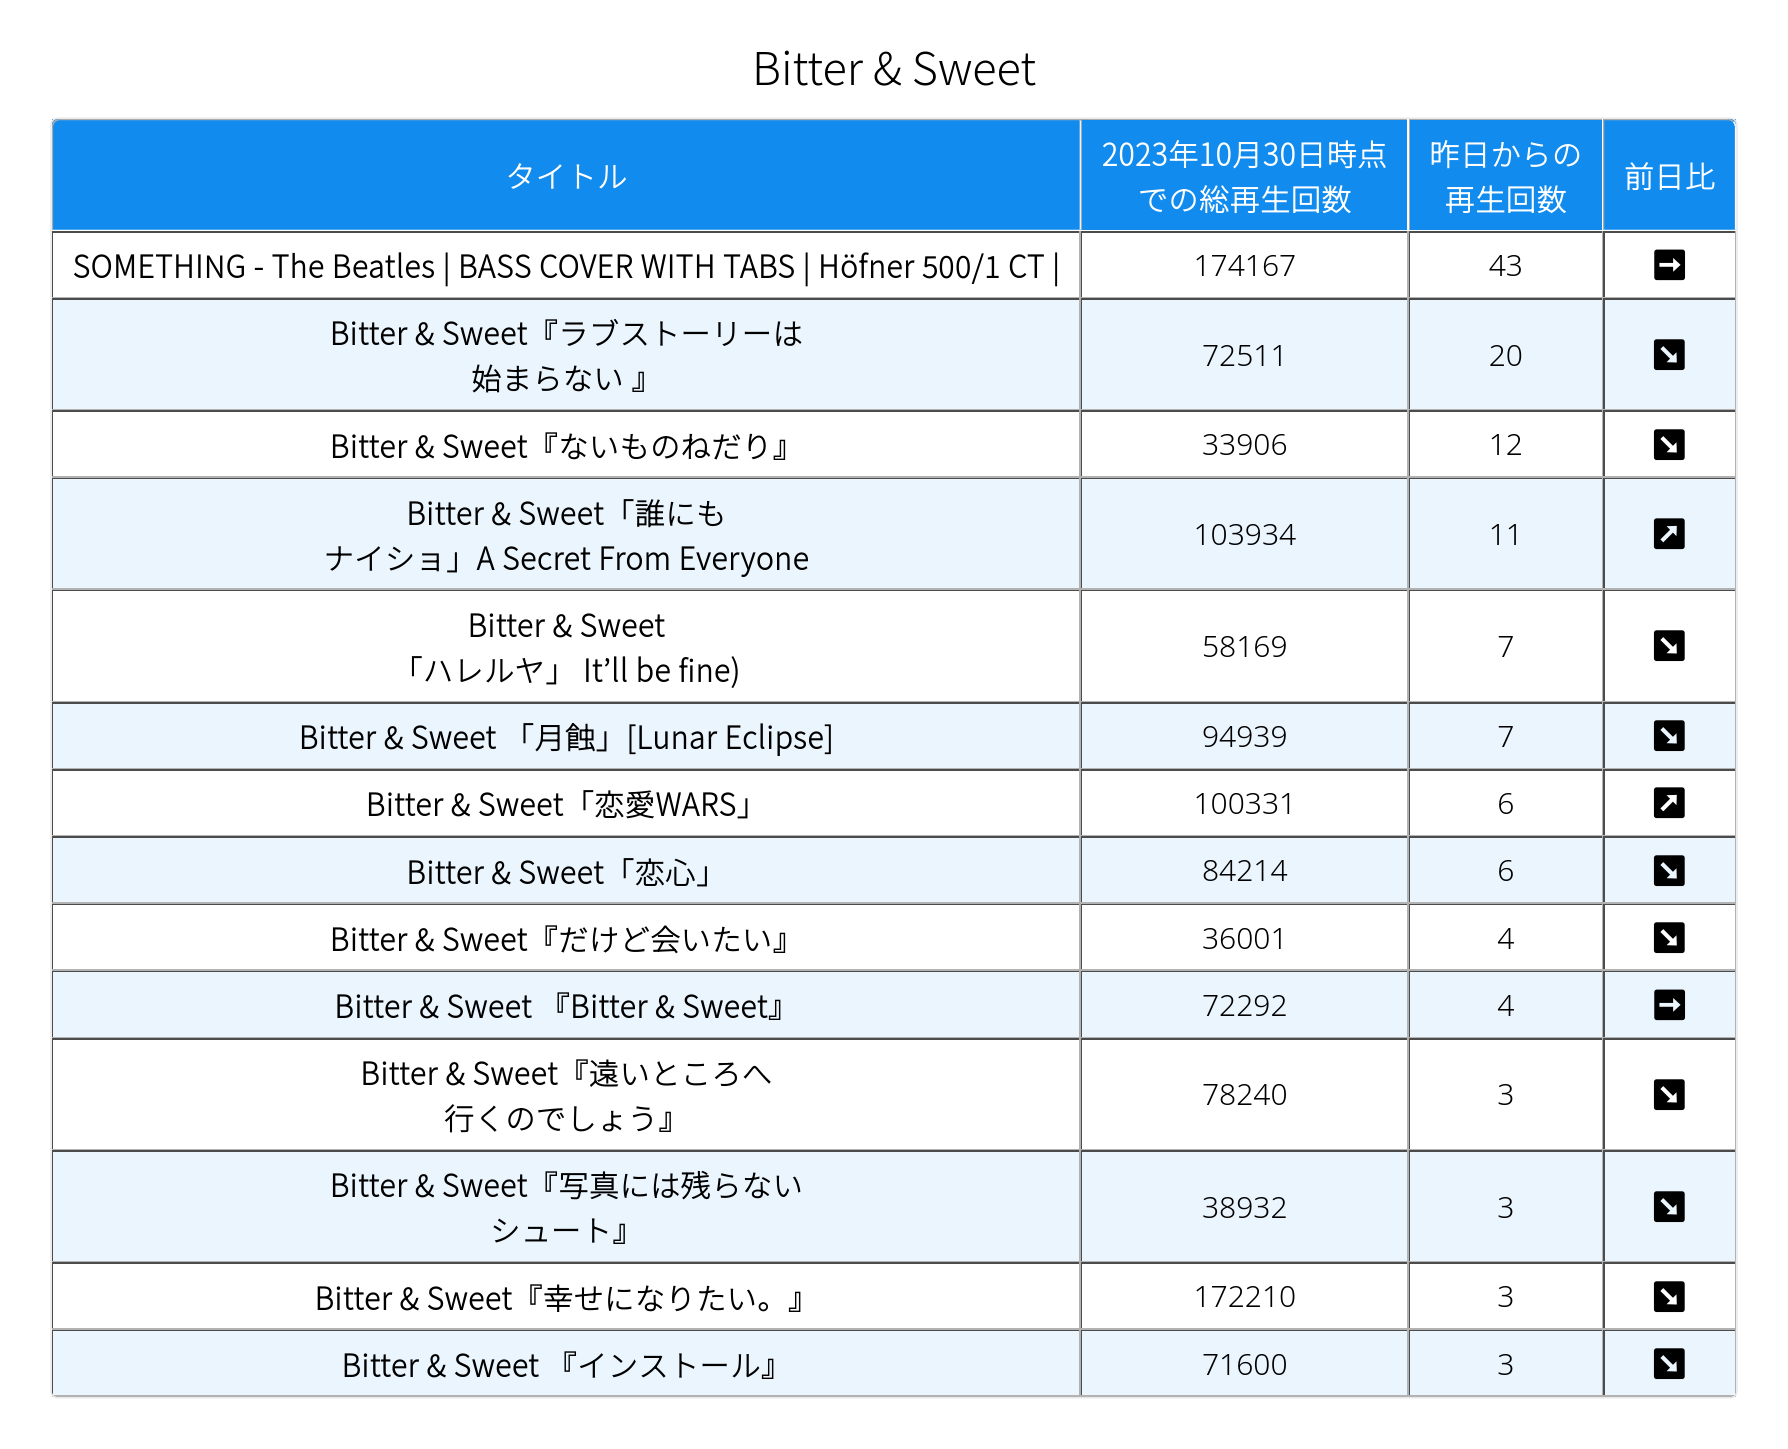 Bitter & Sweet
タイトル
2023年10月30日時点
での総再生回数
昨日からの
再生回数
前日比
SOMETHING - The Beatles | BASS COVER WITH TABS | Höfner 500/1 CT |
174167
43
Bitter & Sweet『ラブストーリーは
始まらない 』
72511
20
Bitter & Sweet『ないものねだり』
33906
12
Bitter & Sweet「誰にも
ナイショ」A Secret From Everyone
103934
11
Bitter & Sweet
「ハレルヤ」 It’ll be fine)
58169
7
Bitter & Sweet 「月蝕」[Lunar Eclipse]
94939
7
Bitter & Sweet「恋愛WARS」
100331
6
Bitter & Sweet「恋心」
84214
6
Bitter & Sweet『だけど会いたい』
36001
4
Bitter & Sweet 『Bitter & Sweet』
72292
4
Bitter & Sweet『遠いところへ
行くのでしょう』
78240
3
Bitter & Sweet『写真には残らない
シュート』
38932
3
Bitter & Sweet『幸せになりたい。』
172210
3
Bitter & Sweet 『インストール』
71600
3